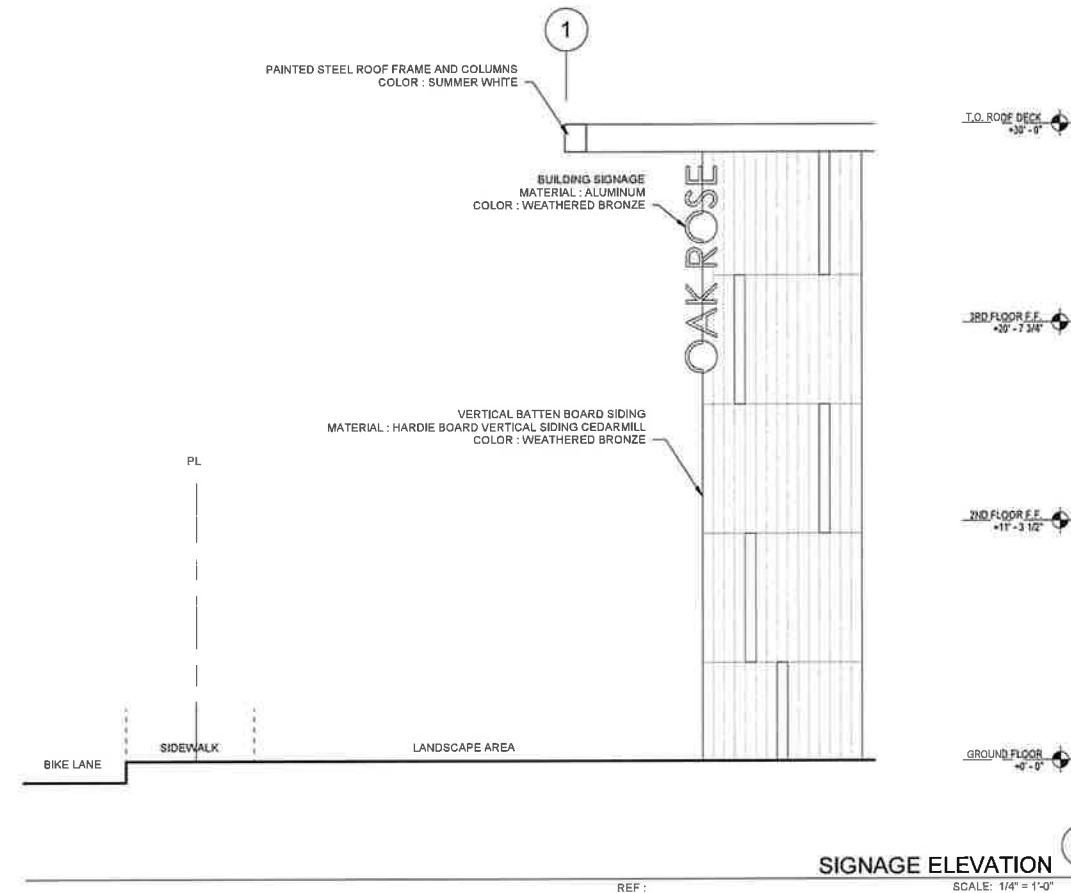 1
PAINTED STEEL ROOF FRAME AND COLUMNS
COLOR : SUMMER WHITE
T.O. ROOF DECK
+30' - 0"
BUILDING SIGNAGE
MATERIAL : ALUMINUM
COLOR : WEATHERED BRONZE
OAK ROSE
3RD FLOOR F.F.
+20' - 7 3/4"
VERTICAL BATTEN BOARD SIDING
MATERIAL : HARDIE BOARD VERTICAL SIDING CEDARMILL
COLOR : WEATHERED BRONZE
PL
2ND FLOOR F.F.
+11' - 3 1/2"
SIDEWALK
LANDSCAPE AREA
BIKE LANE
GROUND FLOOR
+0' - 0"
SIGNAGE ELEVATION
REF :
SCALE: 1/4" = 1'-0"